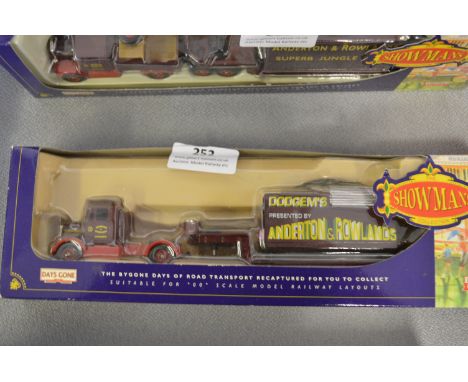 ANDERTON & ROWL
SUPERB JUNGLE
SHOWMAN
252
DODGEM'S
PRESENTED BY
ANDERTON & ROWLANDS
SHOWMAN
10
DAYS GONE
THE BYGONE DAYS OF ROAD TRANSPORT RECAPTURED FOR YOU TO COLLECT
SUITABLE FOR "00" SCALE MODEL RAILWAY LAYOUTS